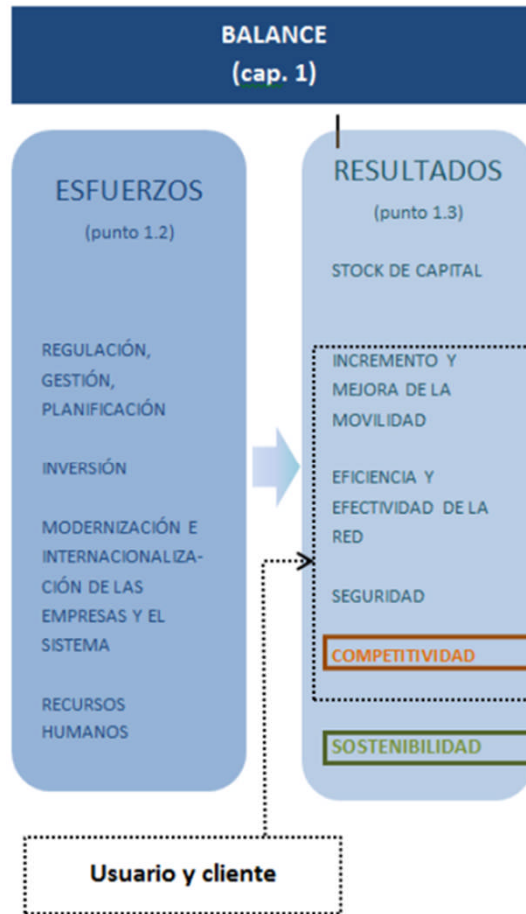 BALANCE
(cap. 1)
ESFUERZOS
(punto 1.2)
REGULACIÓN,
GESTIÓN,
PLANIFICACIÓN
INVERSIÓN
MODERNIZACIÓN E
INTERNACIONALIZA-
CIÓN DE LAS
EMPRESAS Y EL
SISTEMA
RECURSOS
HUMANOS
RESULTADOS
(punto 1.3)
STOCK DE CAPITAL
INCREMENTO Y
MEJORA DE LA
MOVILIDAD
EFICIENCIA Y
EFECTIVIDAD DE LA
RED
SEGURIDAD
COMPETITIVIDAD
SOSTENIBILIDAD
Usuario y cliente